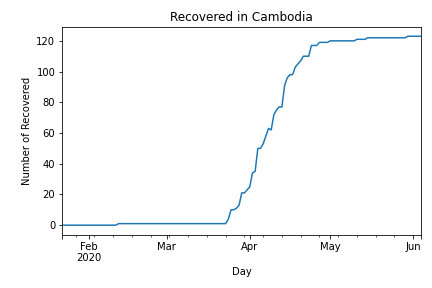 Recovered in Cambodia
Number of Recovered
120
100
80
60
40
20
0
Feb
2020
Mar
Apr
May
Jun
Day